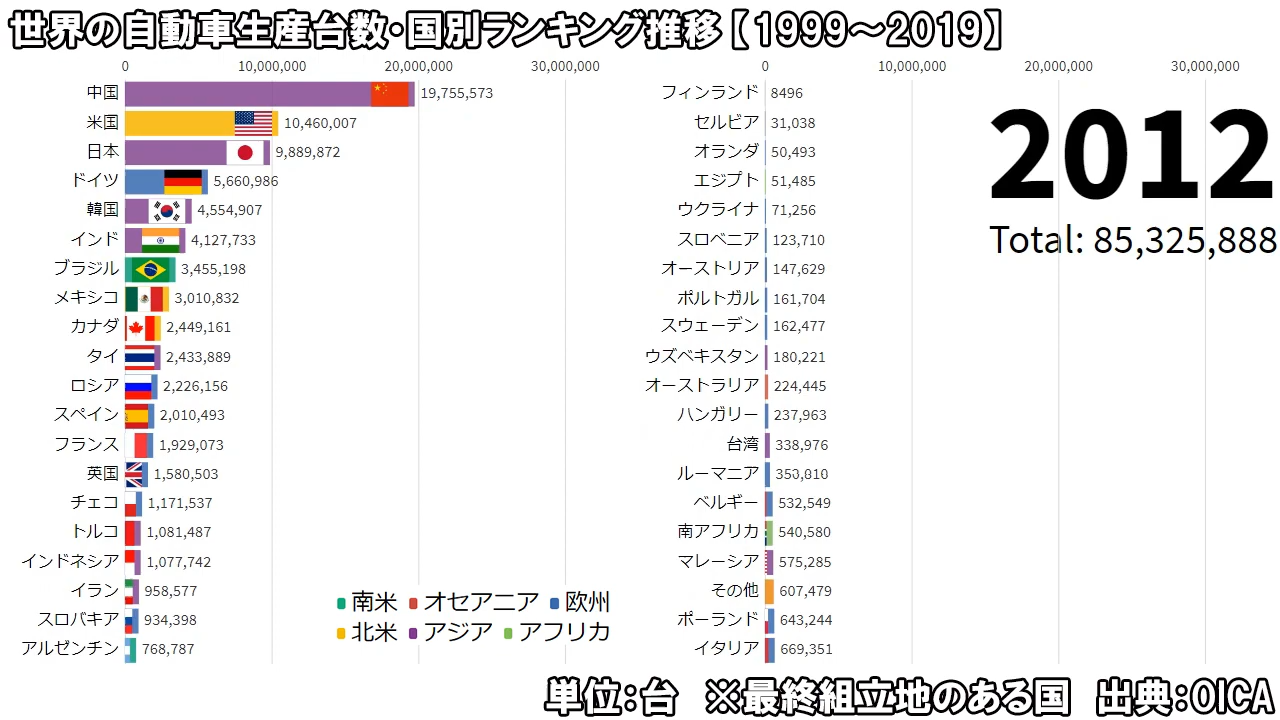 世界の自動車生産台数・国別ランキング推移【1999～2019】
0 10,000,000 20,000,000 30,000,000
中国 19,755,573
米国 10,460,007
日本 9,889,872
ドイツ 5,660,986
韓国 4,554,907
インド 4,127,733
ブラジル 3,455,198
メキシコ 3,010,832
カナダ 2,449,161
タイ 2,433,889
ロシア 2,226,156
スペイン 2,010,493
フランス 1,929,073
英国 1,580,503
チェコ 1,171,537
トルコ 1,081,487
インドネシア 1,077,742
イラン 958,577
スロバキア 934,398
アルゼンチン 768,787
南米 オセアニア 欧州
北米 アジア アフリカ
0 10,000,000 20,000,000 30,000,000
フィンランド 8496
セルビア 31,038
オランダ 50,493
エジプト 51,485
ウクライナ 71,256
スロベニア 123,710
オーストリア 147,629
ポルトガル 161,704
スウェーデン 162,477
ウズベキスタン 180,221
オーストラリア 224,445
ハンガリー 237,963
台湾 338,976
ルーマニア
ベルギー 532,549
南アフリカ 540,580
マレーシア 575,285
その他 607,479
ポーランド 643,244
イタリア 669,351
2012
Total: 85,325,888
単位：台 ※最終組立地のある国 出典：OICA